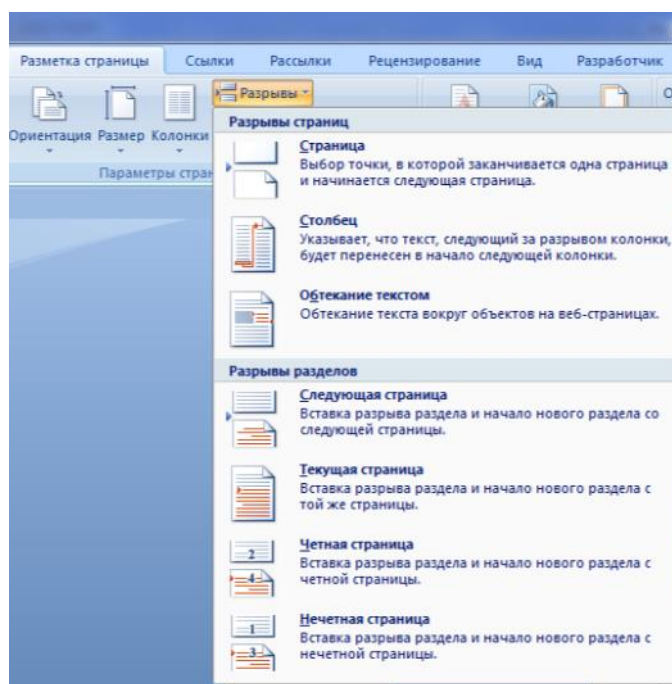 Разметка страницы Ссылки Рассылки Рецензирование Вид Разработчик
Разрывы
Ориентация Размер Колонки
Параметры стран
Разрывы страниц
Страница
Выбор точки, в которой заканчивается одна страница
и начинается следующая страница.
Столбец
Указывает, что текст, следующий за разрывом колонки,
будет перенесен в начало следующей колонки.
Обтекание текстом
Обтекание текста вокруг объектов на веб-страницах.
Разрывы разделов
Следующая страница
Вставка разрыва раздела и начало нового раздела со
следующей страницы.
Текущая страница
Вставка разрыва раздела и начало нового раздела с
той же страницы.
2
4
Четная страница
Вставка разрыва раздела и начало нового раздела с
четной страницы.
1
3
Нечетная страница
Вставка разрыва раздела и начало нового раздела с
нечетной страницы.